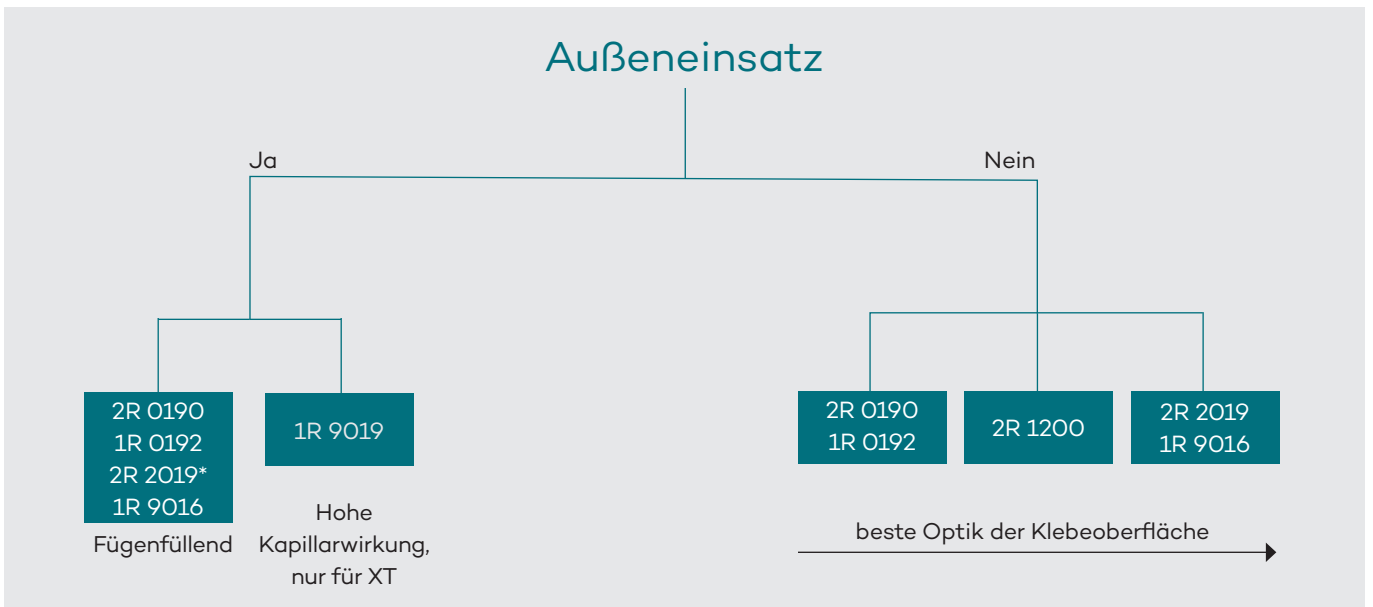 Außeneinsatz
Ja
Nein
2R 0190
1R 0192
2R 2019*
1R 9016
Fügenfüllend
1R 9019
Hohe
Kapillarwirkung,
nur für XT
2R 0190
1R 0192
2R 1200
2R 2019
1R 9016
beste Optik der Klebeoberfläche